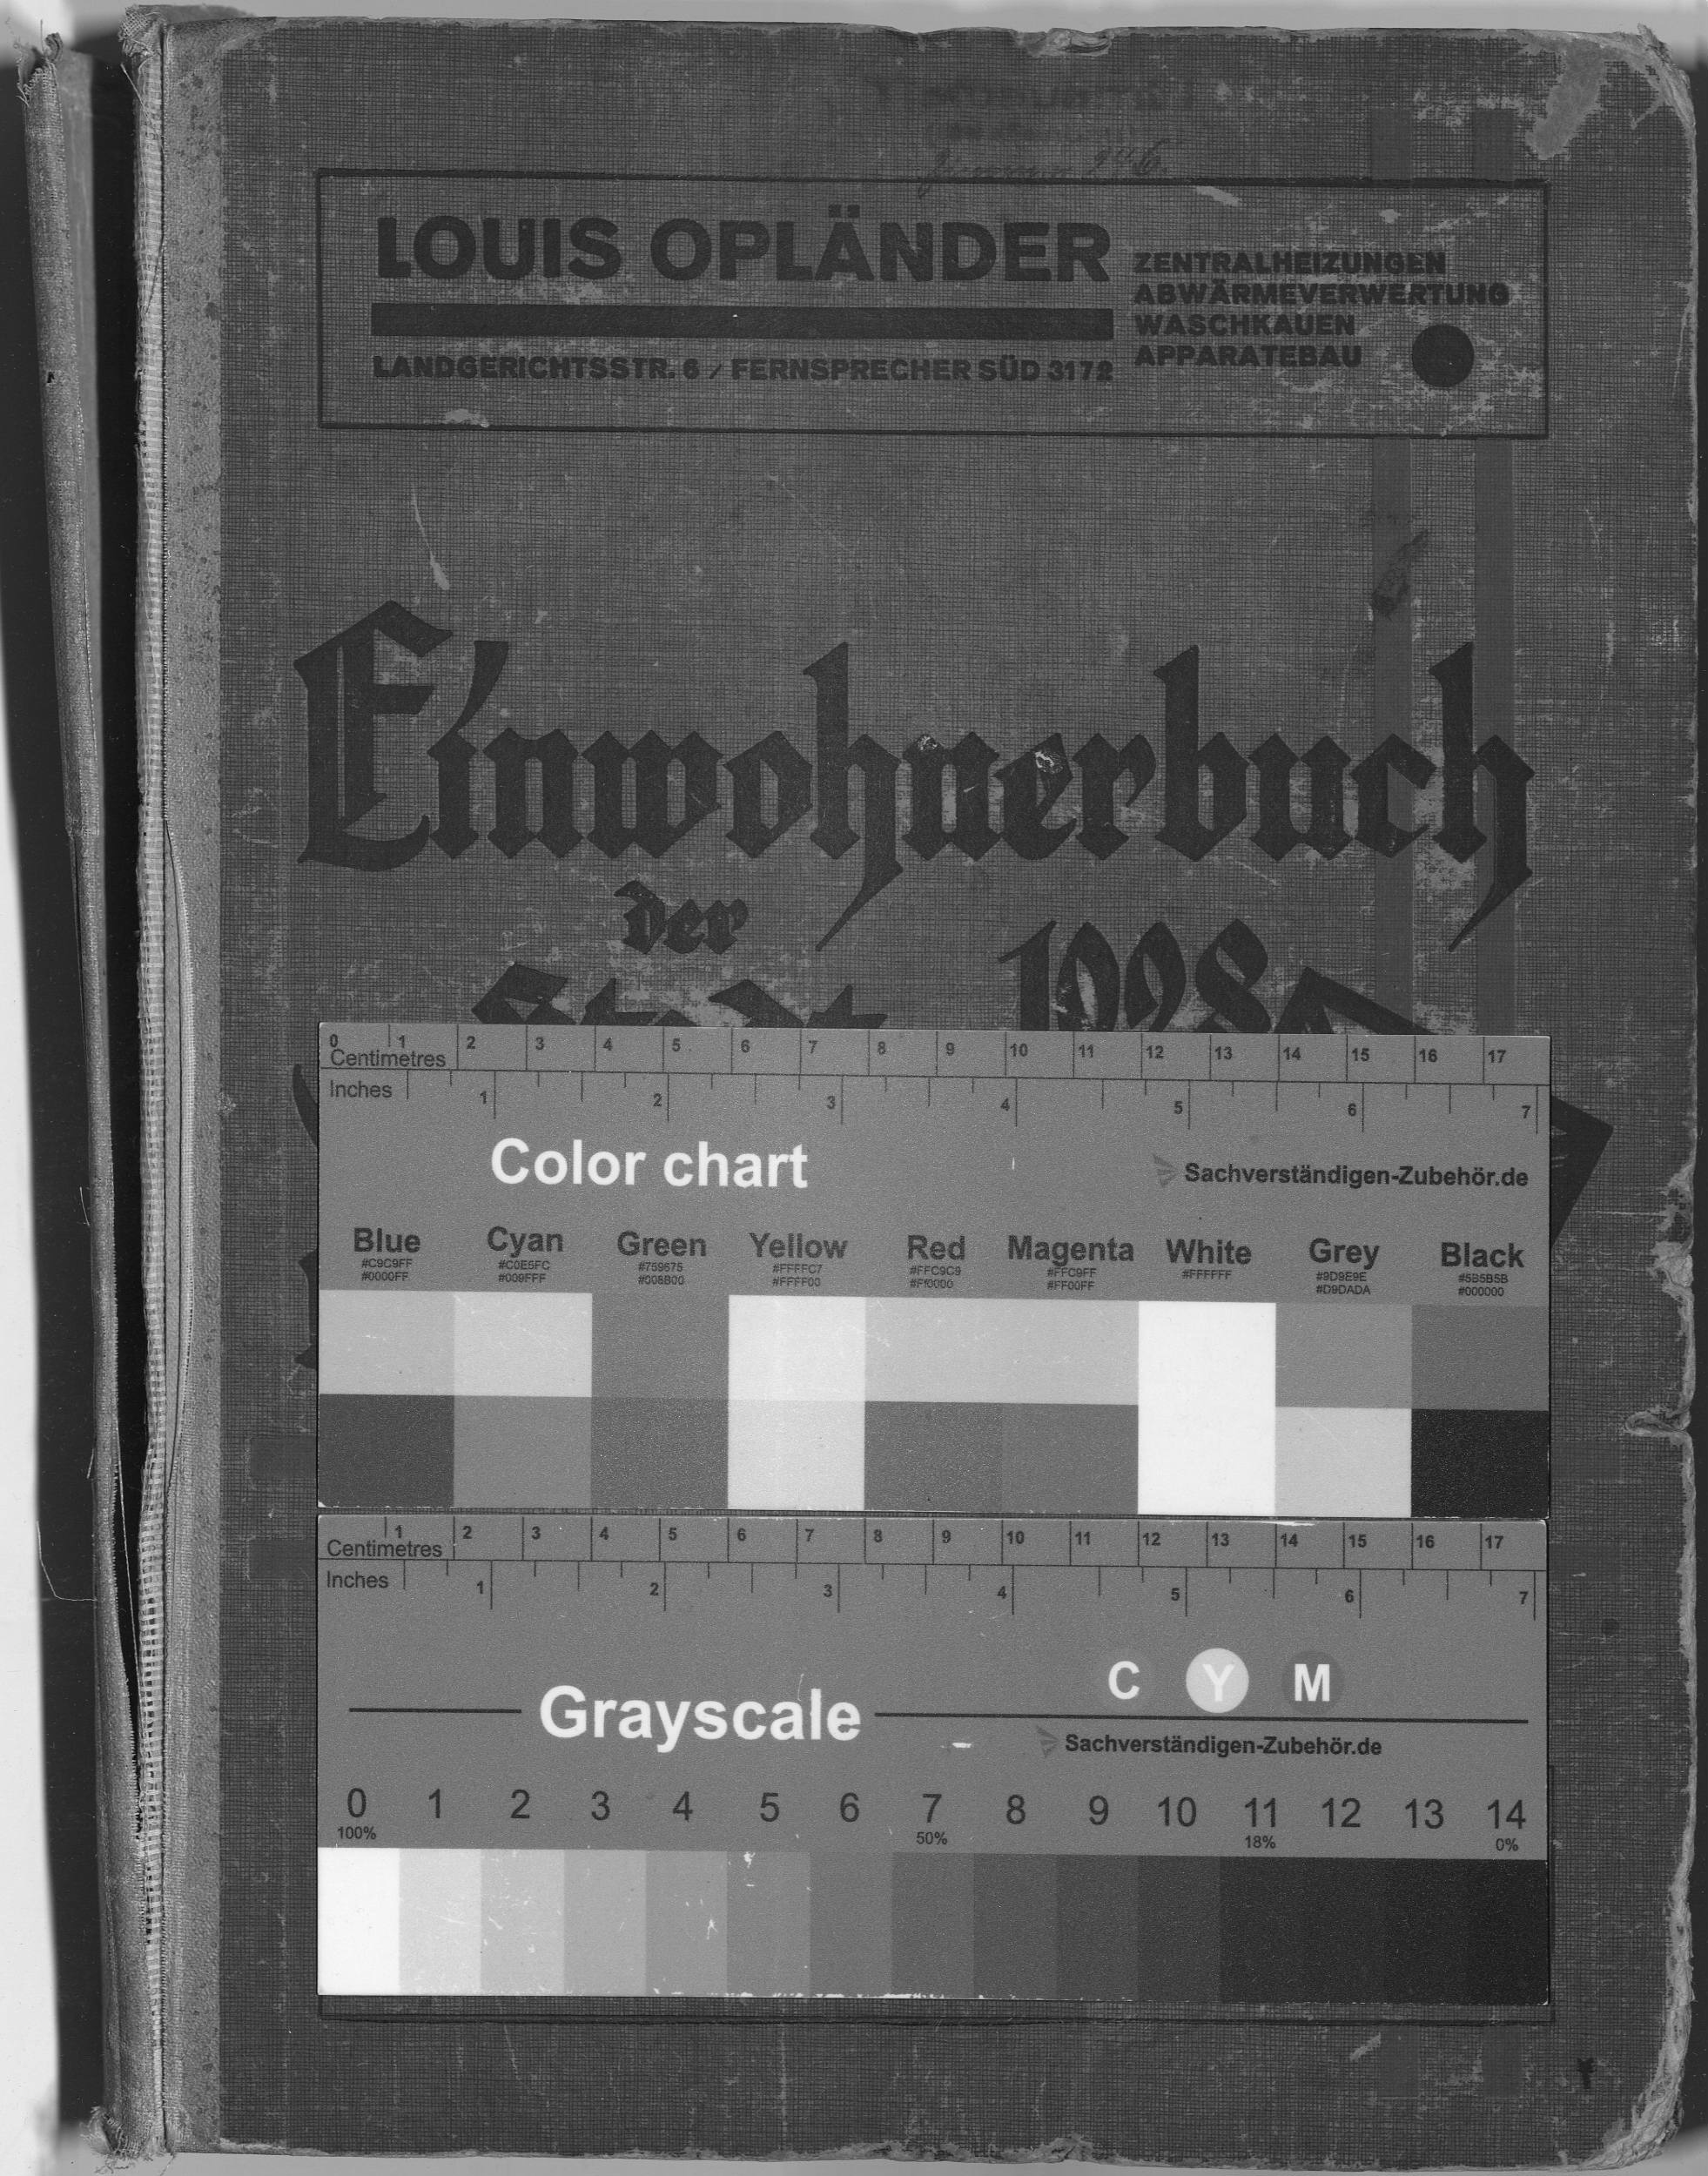 LOUIS OPLÄNDER
ZENTRALHEIZUNGEN
ABWÄRMEVERWERTUNG
WASCHKAUEN
APPARATEBAU
LANDGERICHTSSTR. 6 / FERNSPRECHER SÜD 3172
Einwohnerbuch
der
Stadt 1928
0 1 2 3 4 5 6 7 8 9 10 11 12 13 14 15 16 17
Centimetres
Inches 1 2 3 4 5 6 7
Color chart
Sachverständigen-Zubehör.de
Blue Cyan Green Yellow Red Magenta White Grey Black
#C9C9FF #C0E5FC #759675 #FFFFC7 #FFC9C9 #FFC9FF #FFFFFF #9D9E9E #5B5B5B
#0000FF #009FFF #008B00 #FFFF00 #FF0000 #FF00FF #D9DADA #000000
1 2 3 4 5 6 7 8 9 10 11 12 13 14 15 16 17
Centimetres
Inches 1 2 3 4 5 6 7
C Y M
Grayscale
Sachverständigen-Zubehör.de
0 1 2 3 4 5 6 7 8 9 10 11 12 13 14
100% 50% 18% 0%